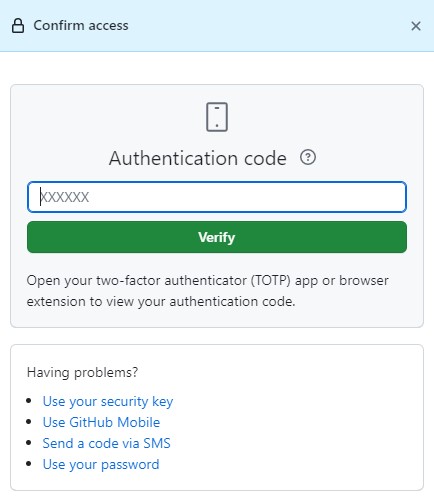 Confirm access
Authentication code
XXXXXX
Verify
Open your two-factor authenticator (TOTP) app or browser
extension to view your authentication code.
Having problems?
Use your security key
Use GitHub Mobile
Send a code via SMS
Use your password